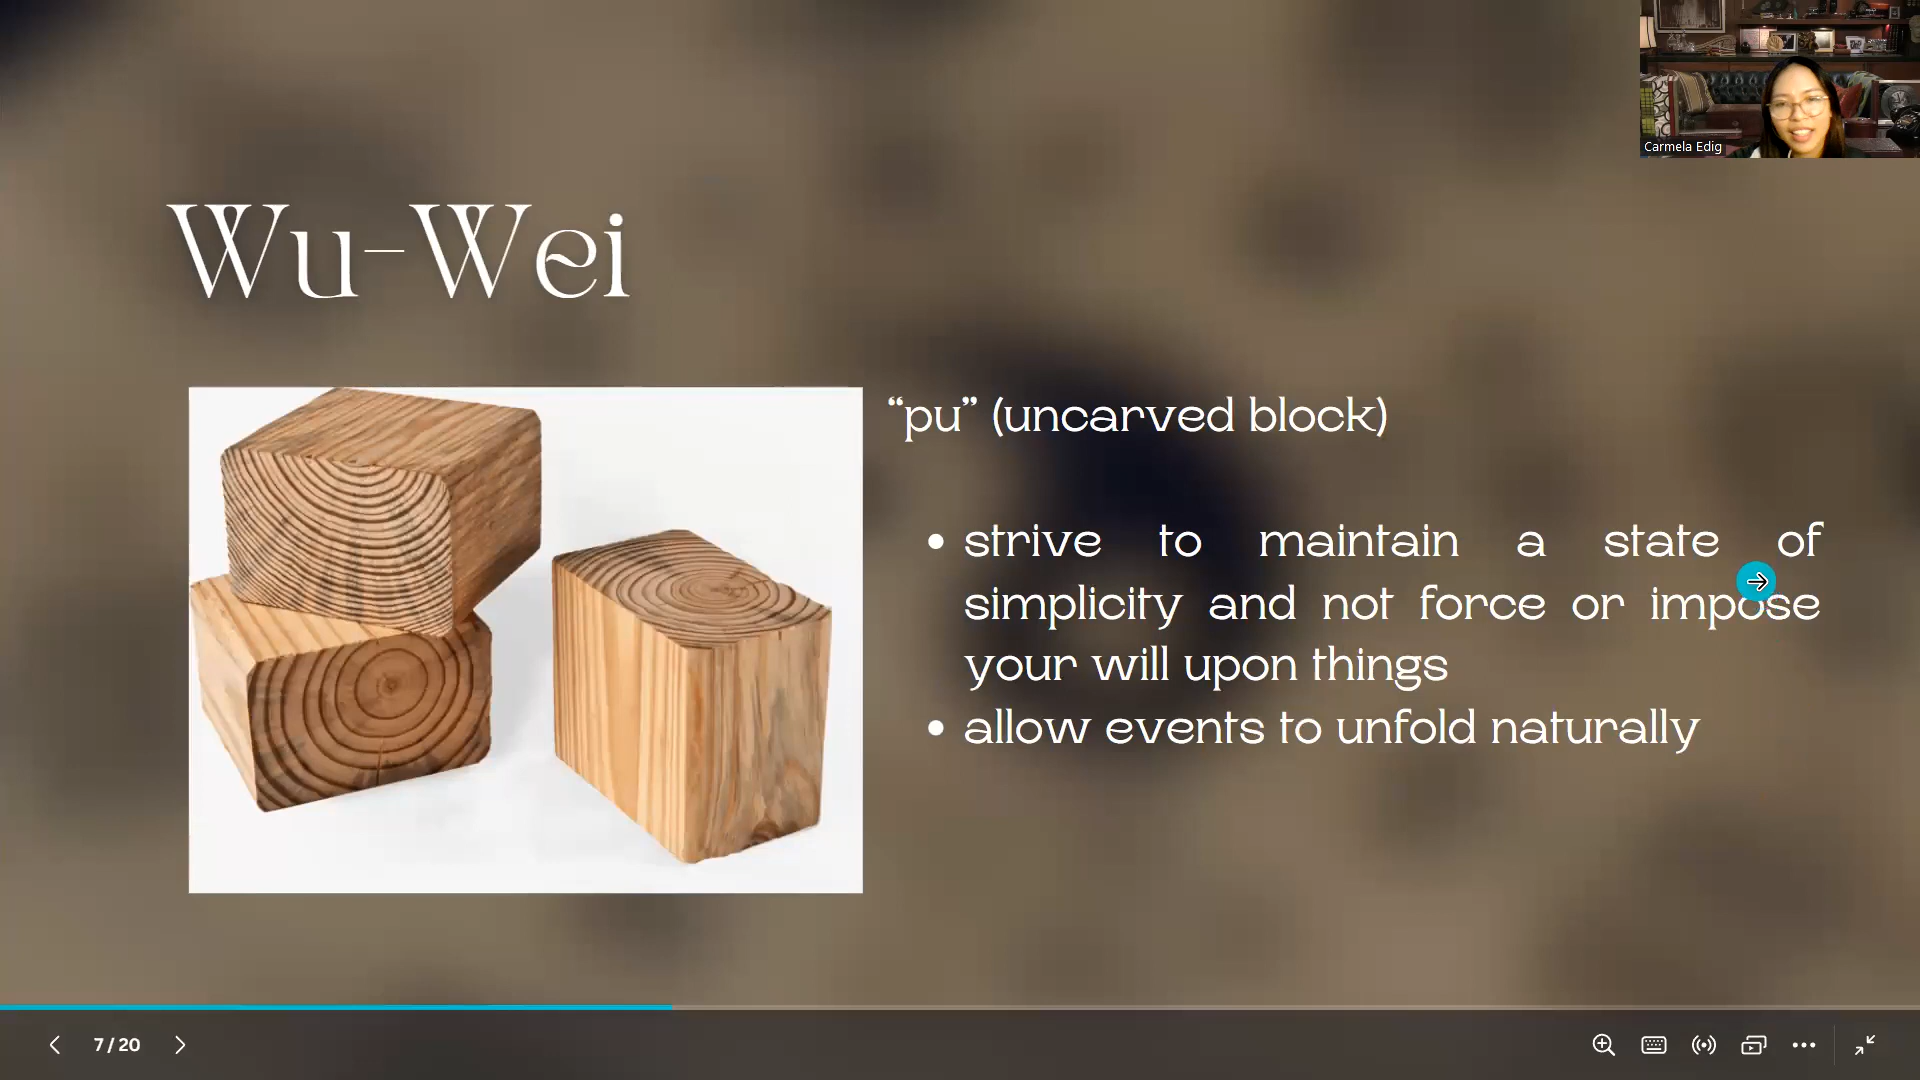 Carmela Edig
Wu-Wei
“pu” (uncarved block)
• strive to maintain a state of
simplicity and not force or impose
your will upon things
• allow events to unfold naturally
7 / 20